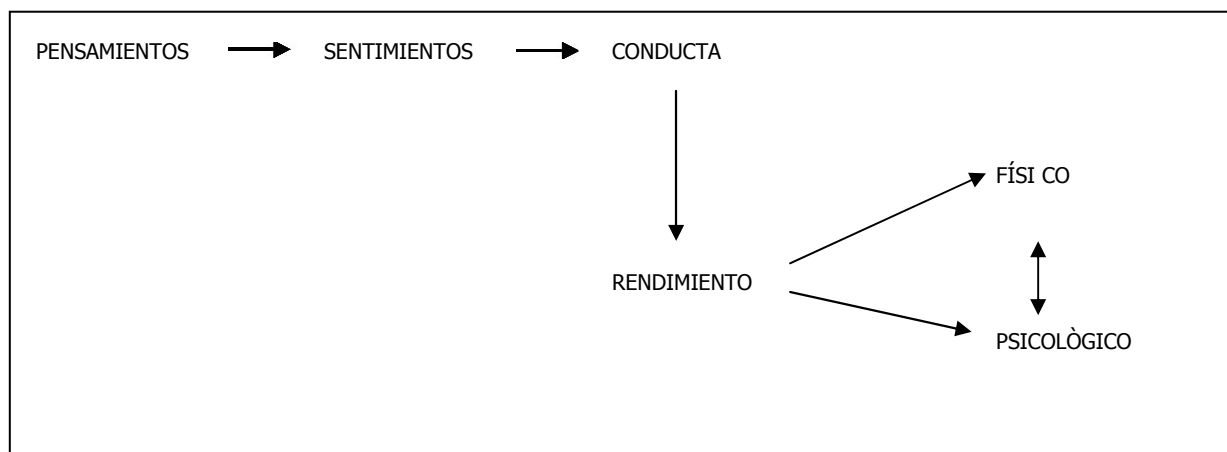 PENSAMIENTOS SENTIMIENTOS CONDUCTA
FÍSI CO
RENDIMIENTO
PSICOLÒGICO